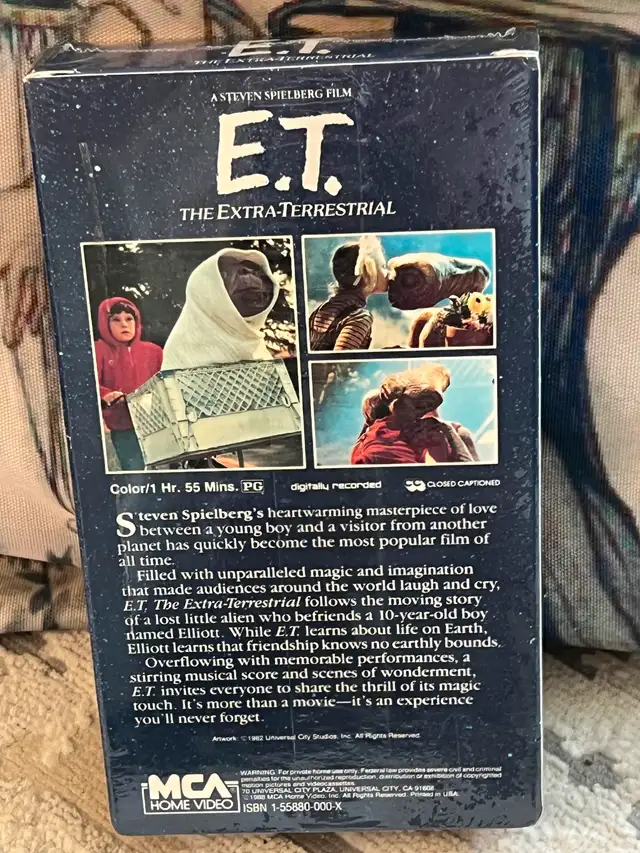 E.T.
THE EXTRA-TERRESTRIAL
A STEVEN SPIELBERG FILM
E.T.
THE EXTRA-TERRESTRIAL
Color/1 Hr. 55 Mins. PG digitally recorded CLOSED CAPTIONED
Steven Spielberg's heartwarming masterpiece of love
between a young boy and a visitor from another
planet has quickly become the most popular film of
all time.
Filled with unparalleled magic and imagination
that made audiences around the world laugh and cry,
E.T. The Extra-Terrestrial follows the moving story
of a lost little alien who befriends a 10-year-old boy
named Elliott. While E.T. learns about life on Earth,
Elliott learns that friendship knows no earthly bounds.
Overflowing with memorable performances, a
stirring musical score and scenes of wonderment,
E.T. invites everyone to share the thrill of its magic
touch. It's more than a movie—it's an experience
you'll never forget.
Artwork: ©1982 Universal City Studios, Inc. All Rights Reserved.
MCA
HOME VIDEO
WARNING: For private home use only. Federal law provides severe civil and criminal
penalties for the unauthorized reproduction, distribution or exhibition of copyrighted
motion pictures and videocassettes.
70 UNIVERSAL CITY PLAZA, UNIVERSAL CITY, CA 91608
©1988 MCA Home Video, Inc. All Rights Reserved. Printed in USA.
ISBN 1-55880-000-X